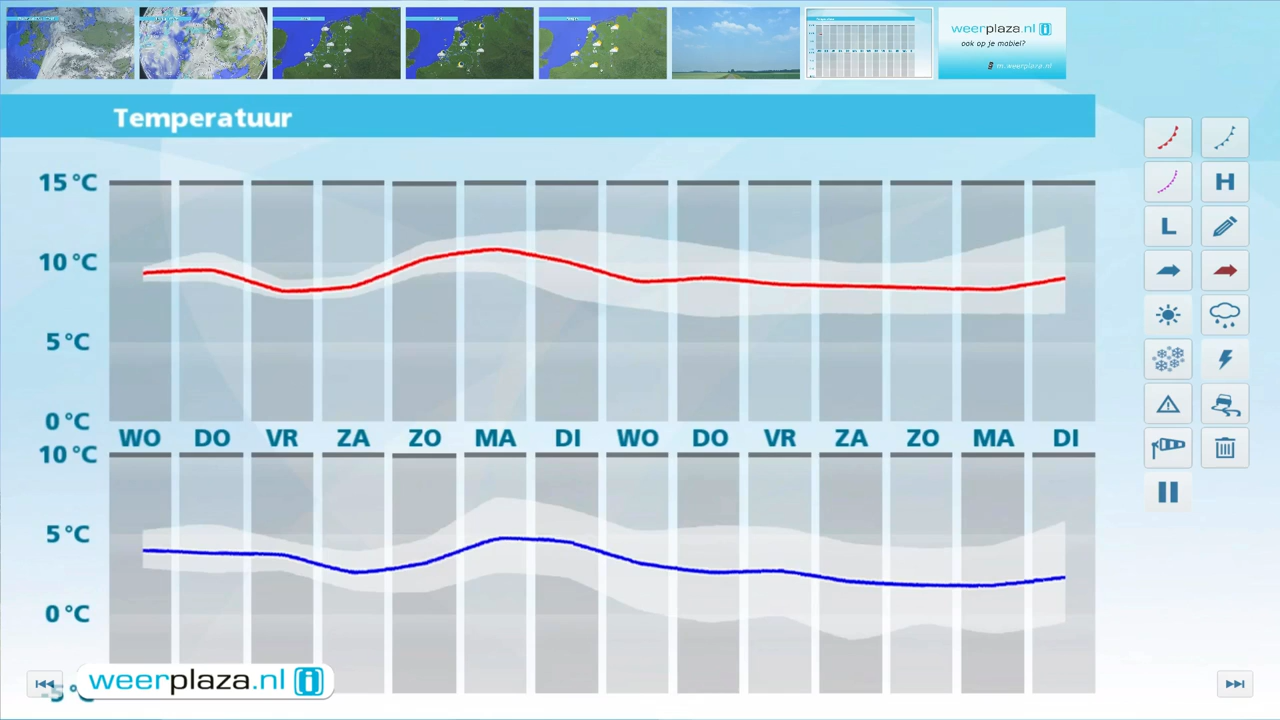 weerplaza.nl i
ook op je mobiel?
m.weerplaza.nl
Temperatuur
15 °C
10 °C
5 °C
0 °C
WO DO VR ZA ZO MA DI WO DO VR ZA ZO MA DI
10 °C
5 °C
0 °C
-5 °C
H
L
weerplaza.nl i